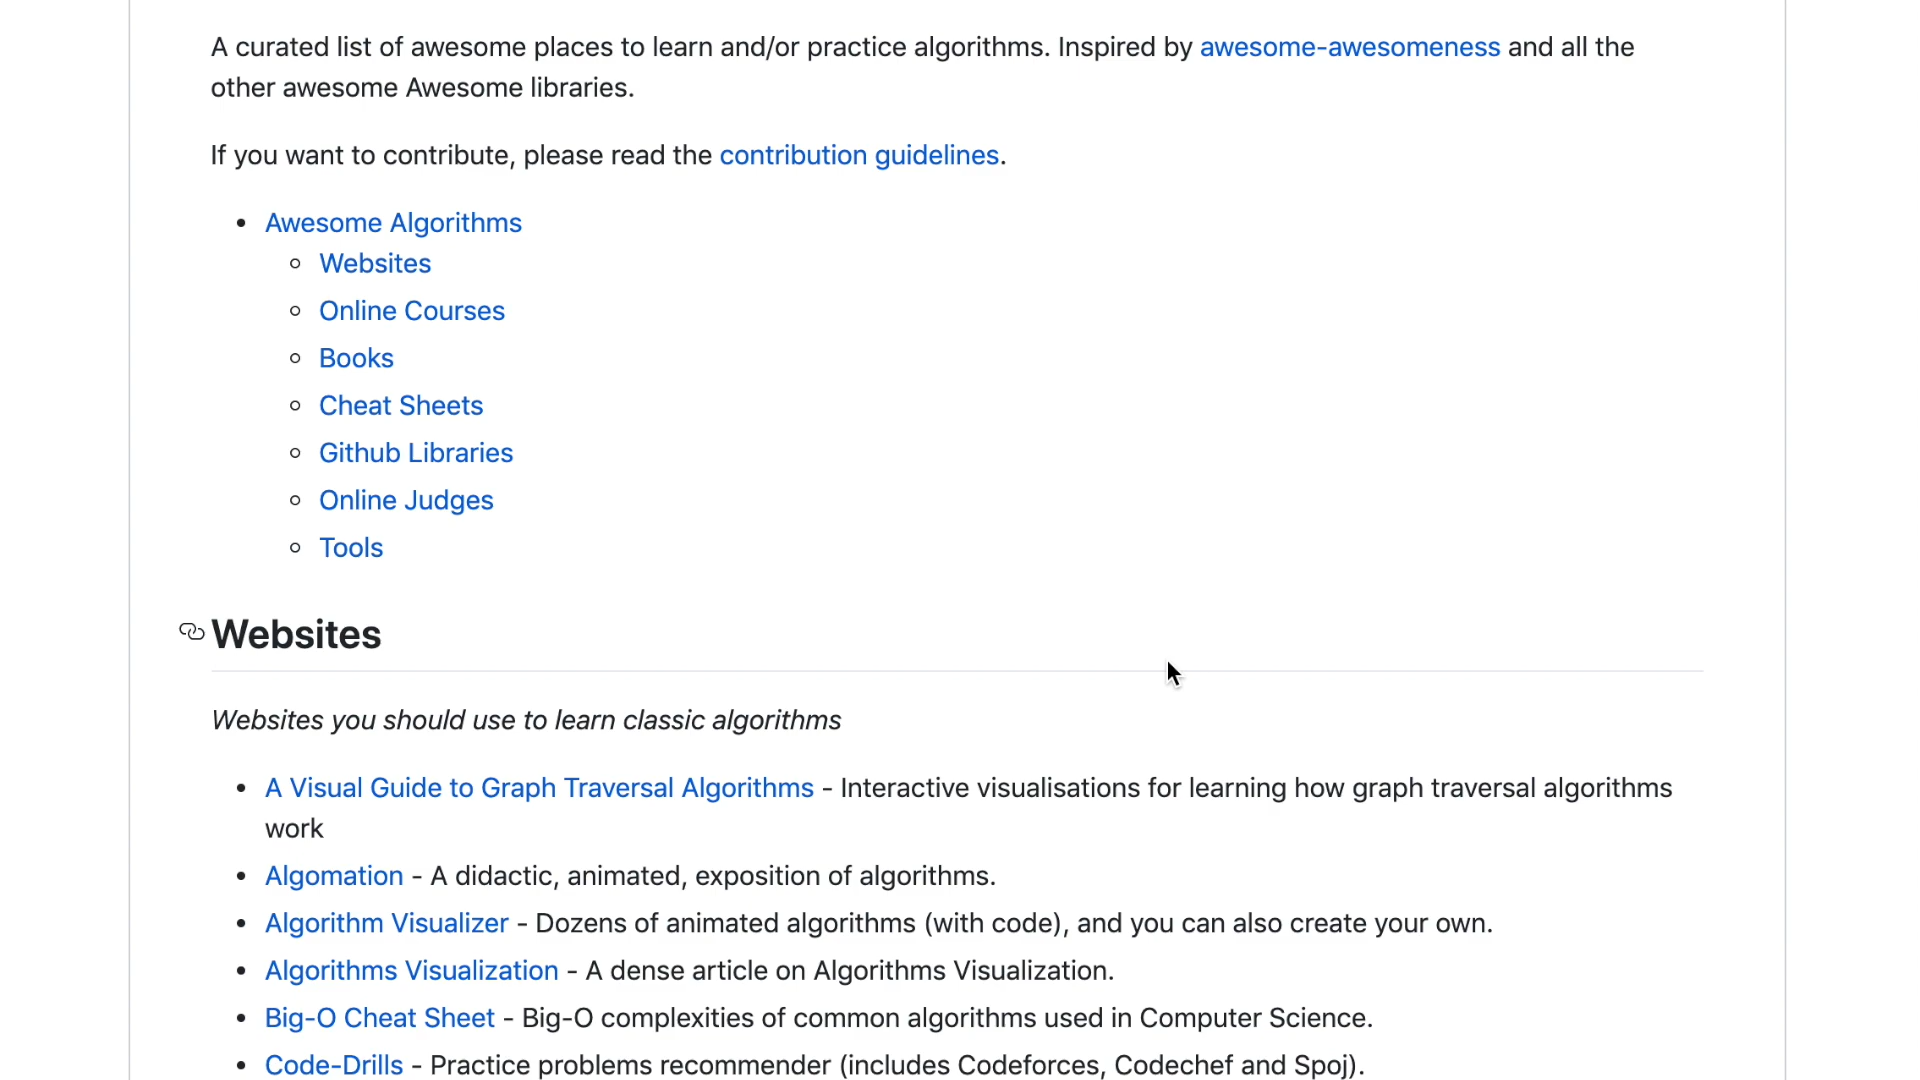 A curated list of awesome places to learn and/or practice algorithms. Inspired by awesome-awesomeness and all the
other awesome Awesome libraries.
If you want to contribute, please read the contribution guidelines.
• Awesome Algorithms
○ Websites
○ Online Courses
○ Books
○ Cheat Sheets
○ Github Libraries
○ Online Judges
○ Tools
Websites
Websites you should use to learn classic algorithms
• A Visual Guide to Graph Traversal Algorithms - Interactive visualisations for learning how graph traversal algorithms
work
• Algomation - A didactic, animated, exposition of algorithms.
• Algorithm Visualizer - Dozens of animated algorithms (with code), and you can also create your own.
• Algorithms Visualization - A dense article on Algorithms Visualization.
• Big-O Cheat Sheet - Big-O complexities of common algorithms used in Computer Science.
• Code-Drills - Practice problems recommender (includes Codeforces, Codechef and Spoj).